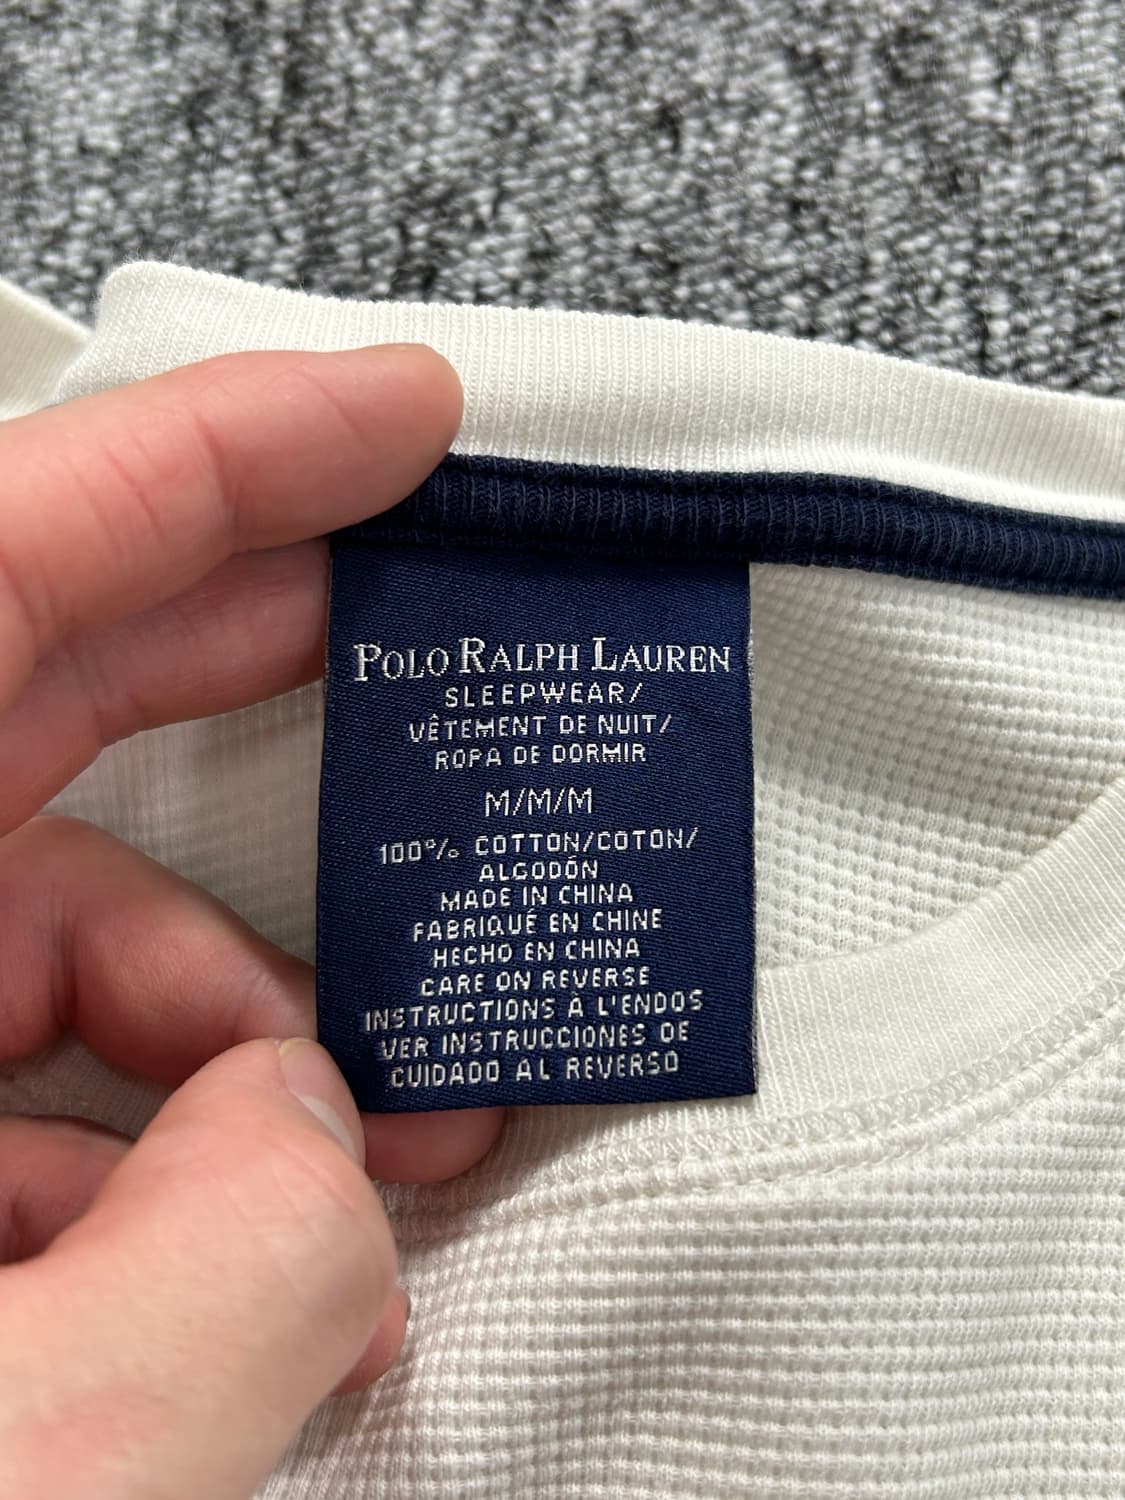 POLO RALPH LAUREN
SLEEPWEAR/
VÊTEMENT DE NUIT/
ROPA DE DORMIR
M/M/M
100% COTTON/COTON/
ALGODÓN
MADE IN CHINA
FABRIQUÉ EN CHINE
HECHO EN CHINA
CARE ON REVERSE
INSTRUCTIONS À L'ENDOS
VER INSTRUCCIONES DE
CUIDADO AL REVERSO